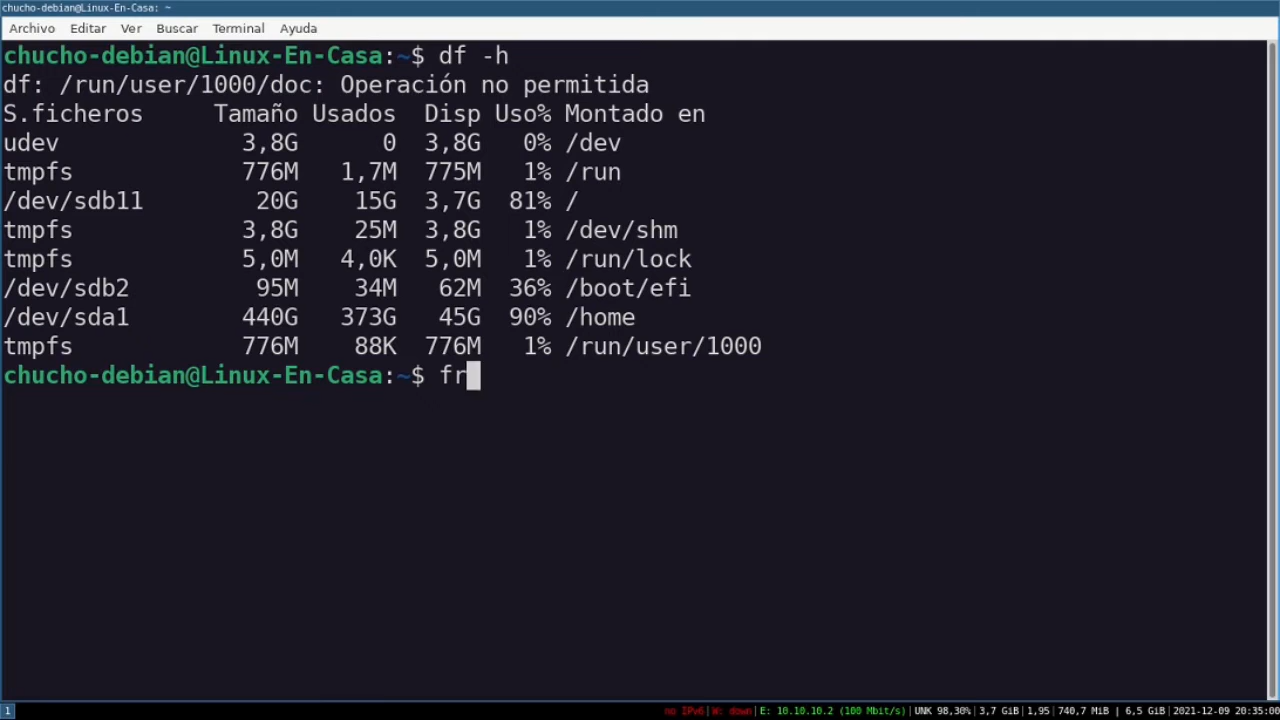 chucho-debian@Linux-En-Casa: ~
Archivo Editar Ver Buscar Terminal Ayuda
chucho-debian@Linux-En-Casa:~$ df -h
df: /run/user/1000/doc: Operación no permitida
S.ficheros Tamaño Usados Disp Uso% Montado en
udev 3,8G 0 3,8G 0% /dev
tmpfs 776M 1,7M 775M 1% /run
/dev/sdb11 20G 15G 3,7G 81% /
tmpfs 3,8G 25M 3,8G 1% /dev/shm
tmpfs 5,0M 4,0K 5,0M 1% /run/lock
/dev/sdb2 95M 34M 62M 36% /boot/efi
/dev/sda1 440G 373G 45G 90% /home
tmpfs 776M 88K 776M 1% /run/user/1000
chucho-debian@Linux-En-Casa:~$ fr
1 no IPv6|W: down|E: 10.10.10.2 (100 Mbit/s)|UNK 98,30%|3,7 GiB|1,95|740,7 MiB | 6,5 GiB|2021-12-09 20:35:00